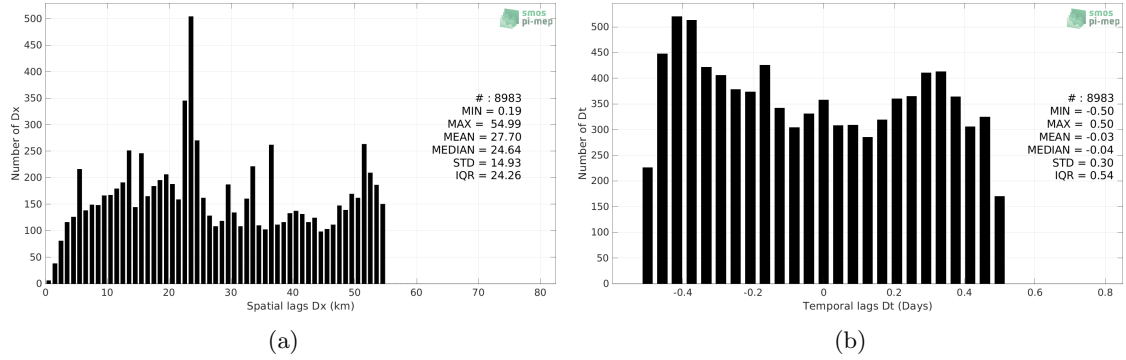 500
450
400
350
300
250
200
150
100
50
0
Number of Dx
0 10 20 30 40 50 60 70 80
Spatial lags Dx (km)
smos
pi-mep
# : 8983
MIN = 0.19
MAX = 54.99
MEAN = 27.70
MEDIAN = 24.64
STD = 14.93
IQR = 24.26
(a)
500
450
400
350
300
250
200
150
100
50
0
Number of Dt
-0.4 -0.2 0 0.2 0.4 0.6 0.8
Temporal lags Dt (Days)
smos
pi-mep
# : 8983
MIN = -0.50
MAX = 0.50
MEAN = -0.03
MEDIAN = -0.04
STD = 0.30
IQR = 0.54
(b)